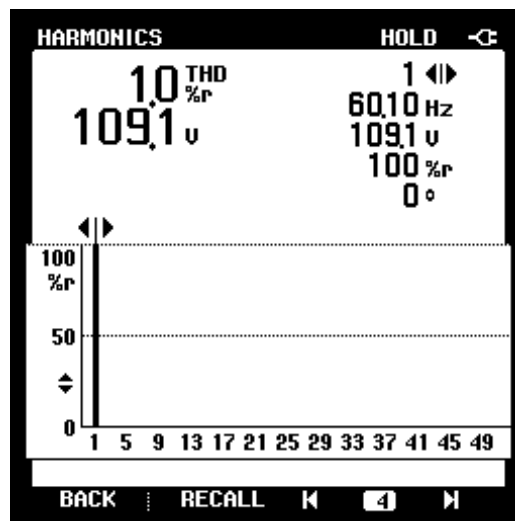 HARMONICS HOLD
1.0 THD %r
109.1 V
1
60.10 Hz
109.1 V
100 %r
0 °
100
%r
50
0
1 5 9 13 17 21 25 29 33 37 41 45 49
BACK RECALL 4